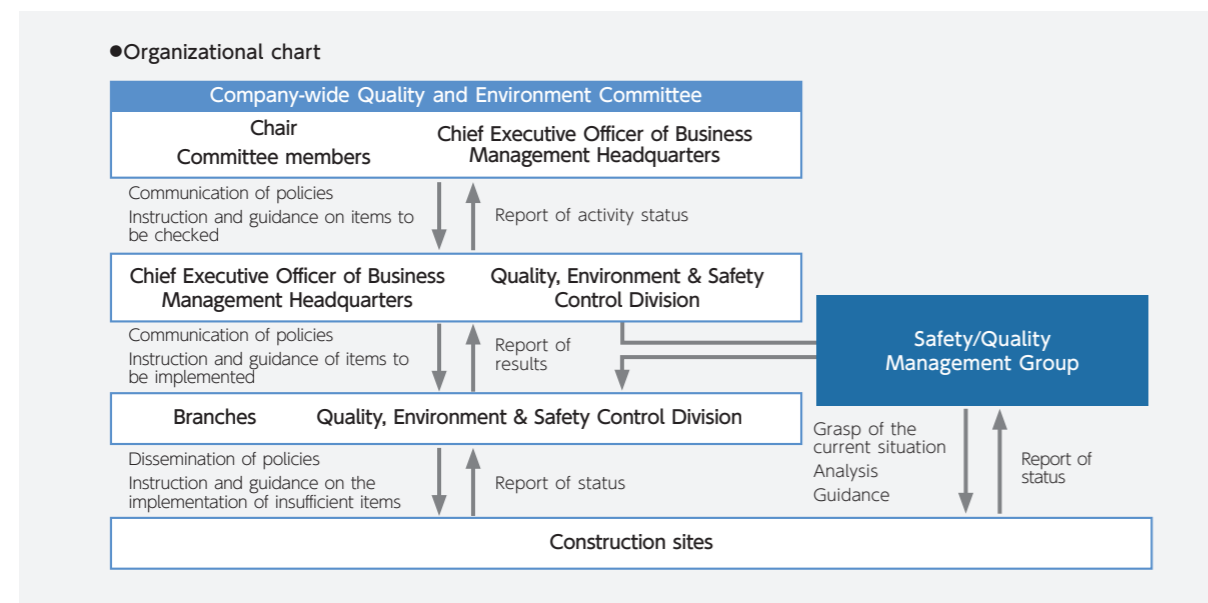 ●Organizational chart
Company-wide Quality and Environment Committee
Chair
Committee members
Chief Executive Officer of Business
Management Headquarters
Communication of policies
Instruction and guidance on items to
be checked
Report of activity status
Chief Executive Officer of Business
Management Headquarters
Quality, Environment & Safety
Control Division
Communication of policies
Instruction and guidance of items to
be implemented
Report of
results
Safety/Quality
Management Group
Branches
Quality, Environment & Safety Control Division
Dissemination of policies
Instruction and guidance on the
implementation of insufficient items
Report of status
Grasp of the
current situation
Analysis
Guidance
Report of
status
Construction sites